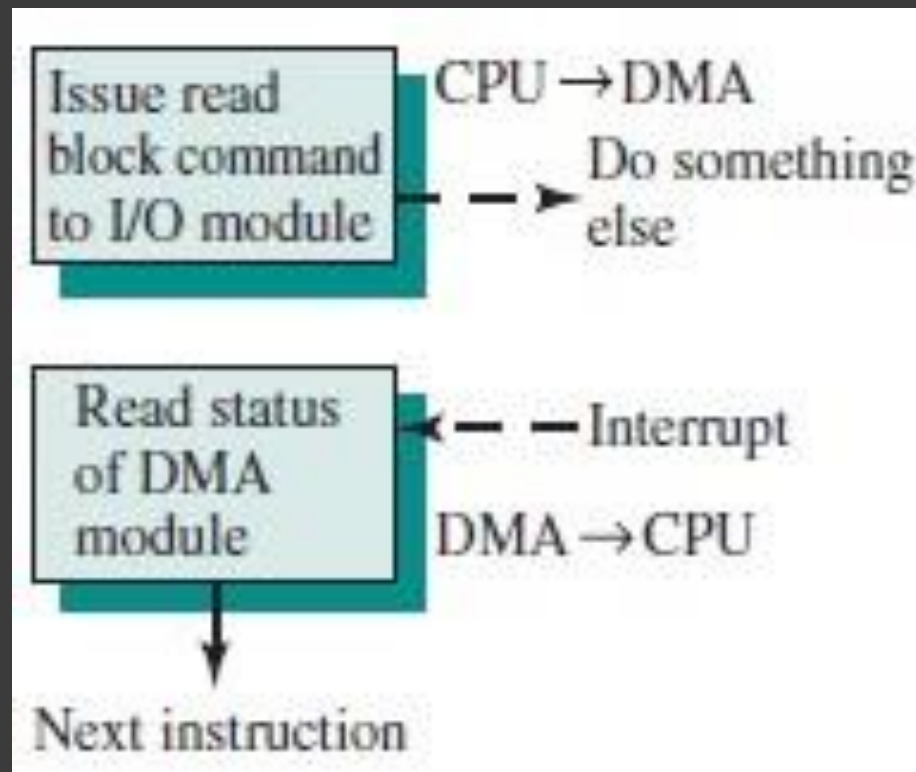 Issue read
block command
to I/O module
CPU → DMA
Do something
else
Read status
of DMA
module
Interrupt
DMA → CPU
Next instruction